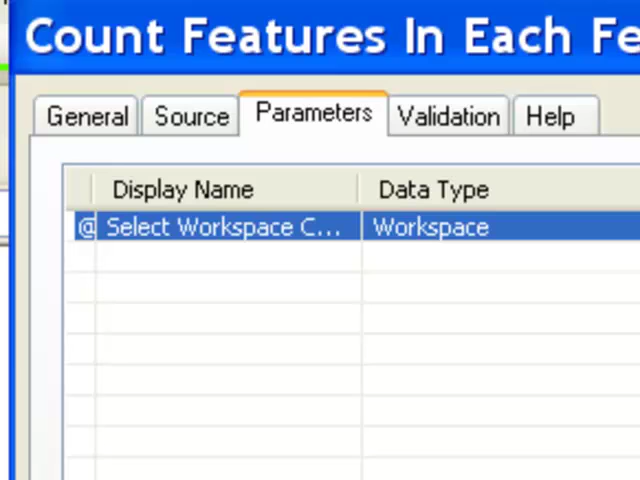 Count Features In Each Fe
General Source Parameters Validation Help
Display Name Data Type
@ Select Workspace C... Workspace